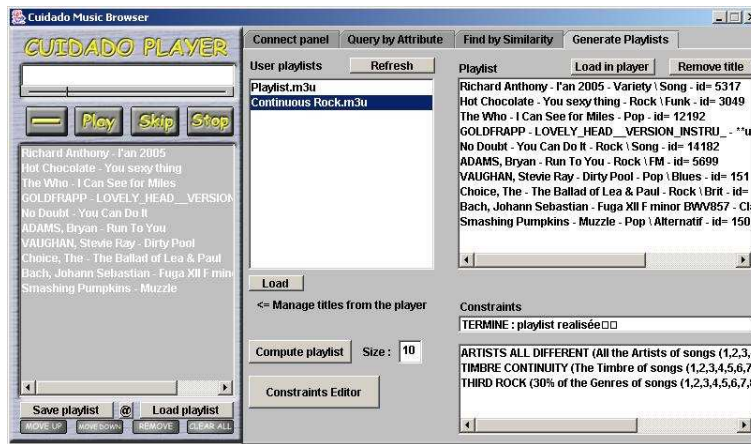 Cuidado Music Browser
CUIDADO PLAYER
Play Skip Stop
Richard Anthony - l'an 2005
Hot Chocolate - You sexy thing
The Who - I Can See for Miles
GOLDFRAPP - LOVELY_HEAD__VERSION
No Doubt - You Can Do It
ADAMS, Bryan - Run To You
VAUGHAN, Stevie Ray - Dirty Pool
Choice, The - The Ballad of Lea & Paul
Bach, Johann Sebastian - Fuga XII F min
Smashing Pumpkins - Muzzle
Save playlist @ Load playlist
MOVE UP MOVE DOWN REMOVE CLEAR ALL
Connect panel Query by Attribute Find by Similarity Generate Playlists
User playlists Refresh
Playlist.m3u
Continuous Rock.m3u
Load
<= Manage titles from the player
Compute playlist Size : 10
Constraints Editor
Playlist Load in player Remove title
Richard Anthony - l'an 2005 - Variety \ Song - id= 5317
Hot Chocolate - You sexy thing - Rock \ Funk - id= 3049
The Who - I Can See for Miles - Pop - id= 12192
GOLDFRAPP - LOVELY_HEAD__VERSION_INSTRU_ - **u
No Doubt - You Can Do It - Rock \ Song - id= 14182
ADAMS, Bryan - Run To You - Rock \ FM - id= 5699
VAUGHAN, Stevie Ray - Dirty Pool - Pop \ Blues - id= 151
Choice, The - The Ballad of Lea & Paul - Rock \ Brit - id=
Bach, Johann Sebastian - Fuga XII F minor BWV857 - Cl
Smashing Pumpkins - Muzzle - Pop \ Alternatif - id= 150
Constraints
TERMINE : playlist realisée□□
ARTISTS ALL DIFFERENT (All the Artists of songs (1,2,3,
TIMBRE CONTINUITY (The Timbre of songs (1,2,3,4,5,6,7
THIRD ROCK (30% of the Genres of songs (1,2,3,4,5,6,7,8